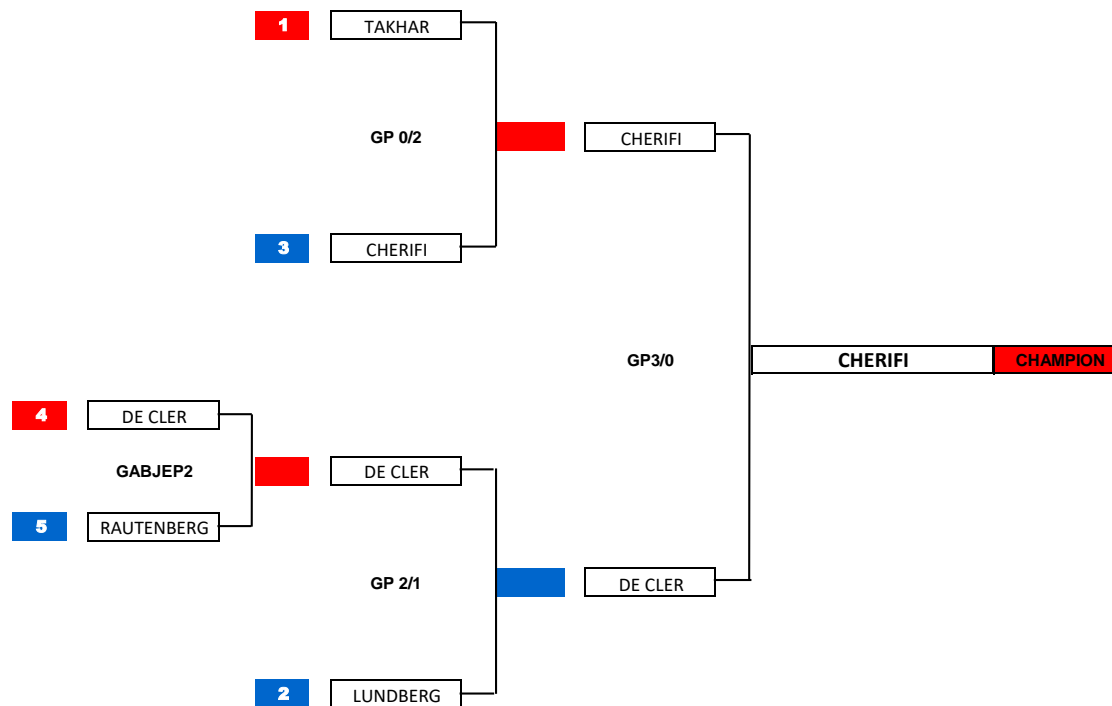 1 TAKHAR
GP 0/2
CHERIFI
3 CHERIFI
GP3/0
CHERIFI CHAMPION
4 DE CLER
GABJEP2
DE CLER
5 RAUTENBERG
GP 2/1
DE CLER
2 LUNDBERG